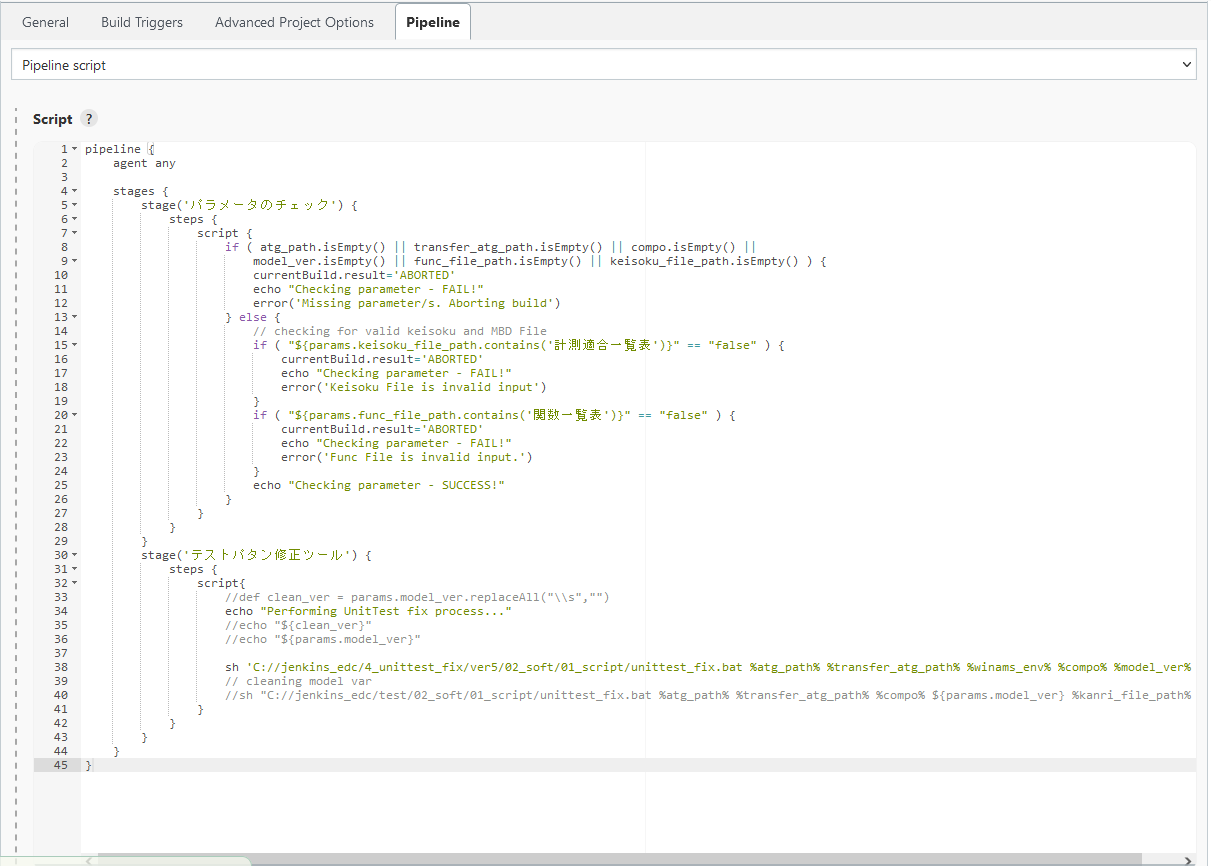 General Build Triggers Advanced Project Options Pipeline
Pipeline script
Script ?
1 pipeline {
2     agent any
3
4     stages {
5         stage('パラメータのチェック') {
6             steps {
7                 script {
8                     if ( atg_path.isEmpty() || transfer_atg_path.isEmpty() || compo.isEmpty() ||
9                         model_ver.isEmpty() || func_file_path.isEmpty() || keisoku_file_path.isEmpty() ) {
10                         currentBuild.result='ABORTED'
11                         echo "Checking parameter - FAIL!"
12                         error('Missing parameter/s. Aborting build')
13                     } else {
14                         // checking for valid keisoku and MBD File
15                         if ( "${params.keisoku_file_path.contains('計測適合一覧表')}" == "false" ) {
16                             currentBuild.result='ABORTED'
17                             echo "Checking parameter - FAIL!"
18                             error('Keisoku File is invalid input')
19                         }
20                         if ( "${params.func_file_path.contains('関数一覧表')}" == "false" ) {
21                             currentBuild.result='ABORTED'
22                             echo "Checking parameter - FAIL!"
23                             error('Func File is invalid input.')
24                         }
25                         echo "Checking parameter - SUCCESS!"
26                     }
27                 }
28             }
29         }
30         stage('テストパタン修正ツール') {
31             steps {
32                 script{
33                     //def clean_ver = params.model_ver.replaceAll("\\s","")
34                     echo "Performing UnitTest fix process..."
35                     //echo "${clean_ver}"
36                     //echo "${params.model_ver}"
37
38                     sh 'C://jenkins_edc/4_unittest_fix/ver5/02_soft/01_script/unittest_fix.bat %atg_path% %transfer_atg_path% %winams_env% %compo% %model_ver%
39                     // cleaning model var
40                     //sh "C://jenkins_edc/test/02_soft/01_script/unittest_fix.bat %atg_path% %transfer_atg_path% %compo% ${params.model_ver} %kanri_file_path%
41                 }
42             }
43         }
44     }
45 }